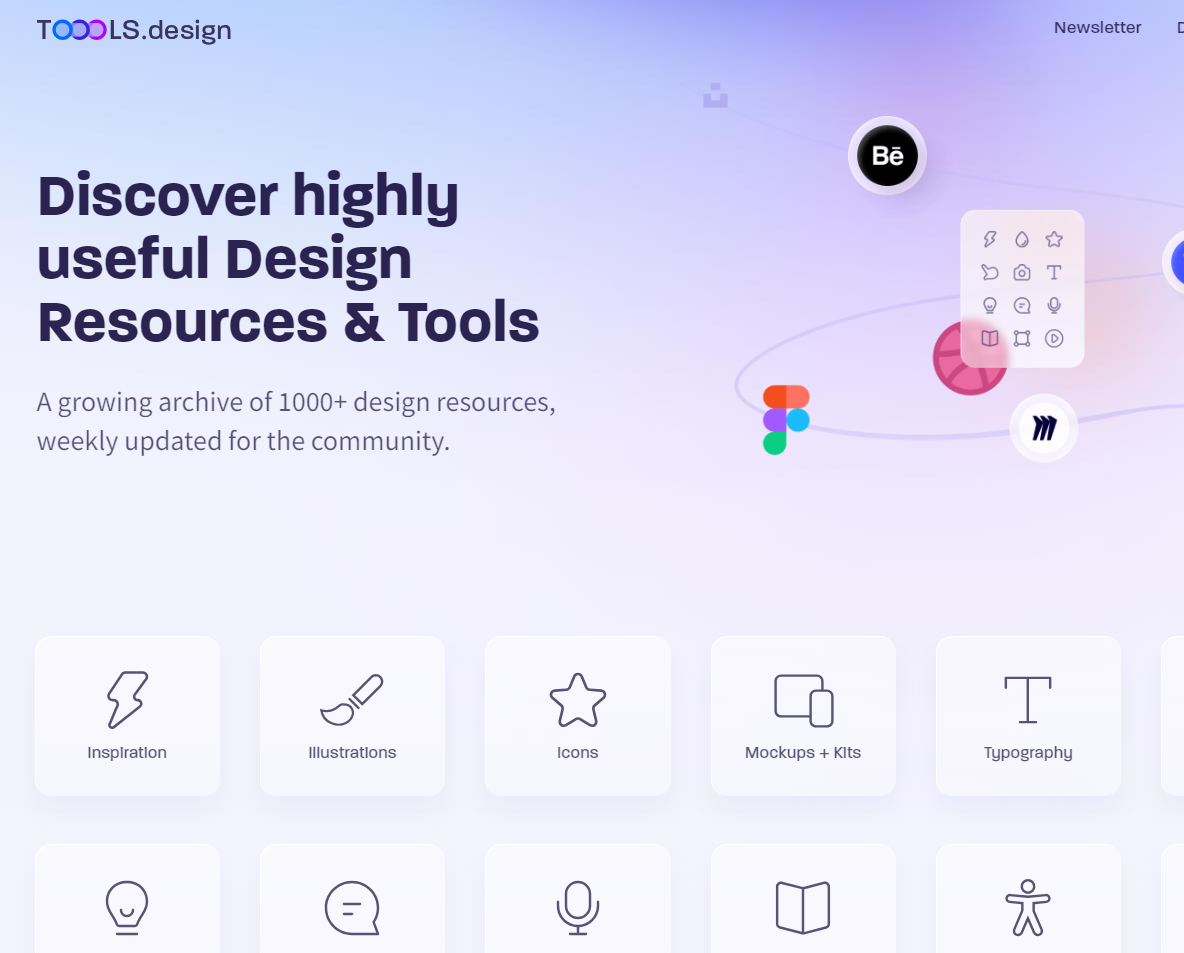 TOOOLS.design
Newsletter
Bē
Discover highly
useful Design
Resources & Tools
A growing archive of 1000+ design resources,
weekly updated for the community.
Inspiration
Illustrations
Icons
Mockups + Kits
Typography